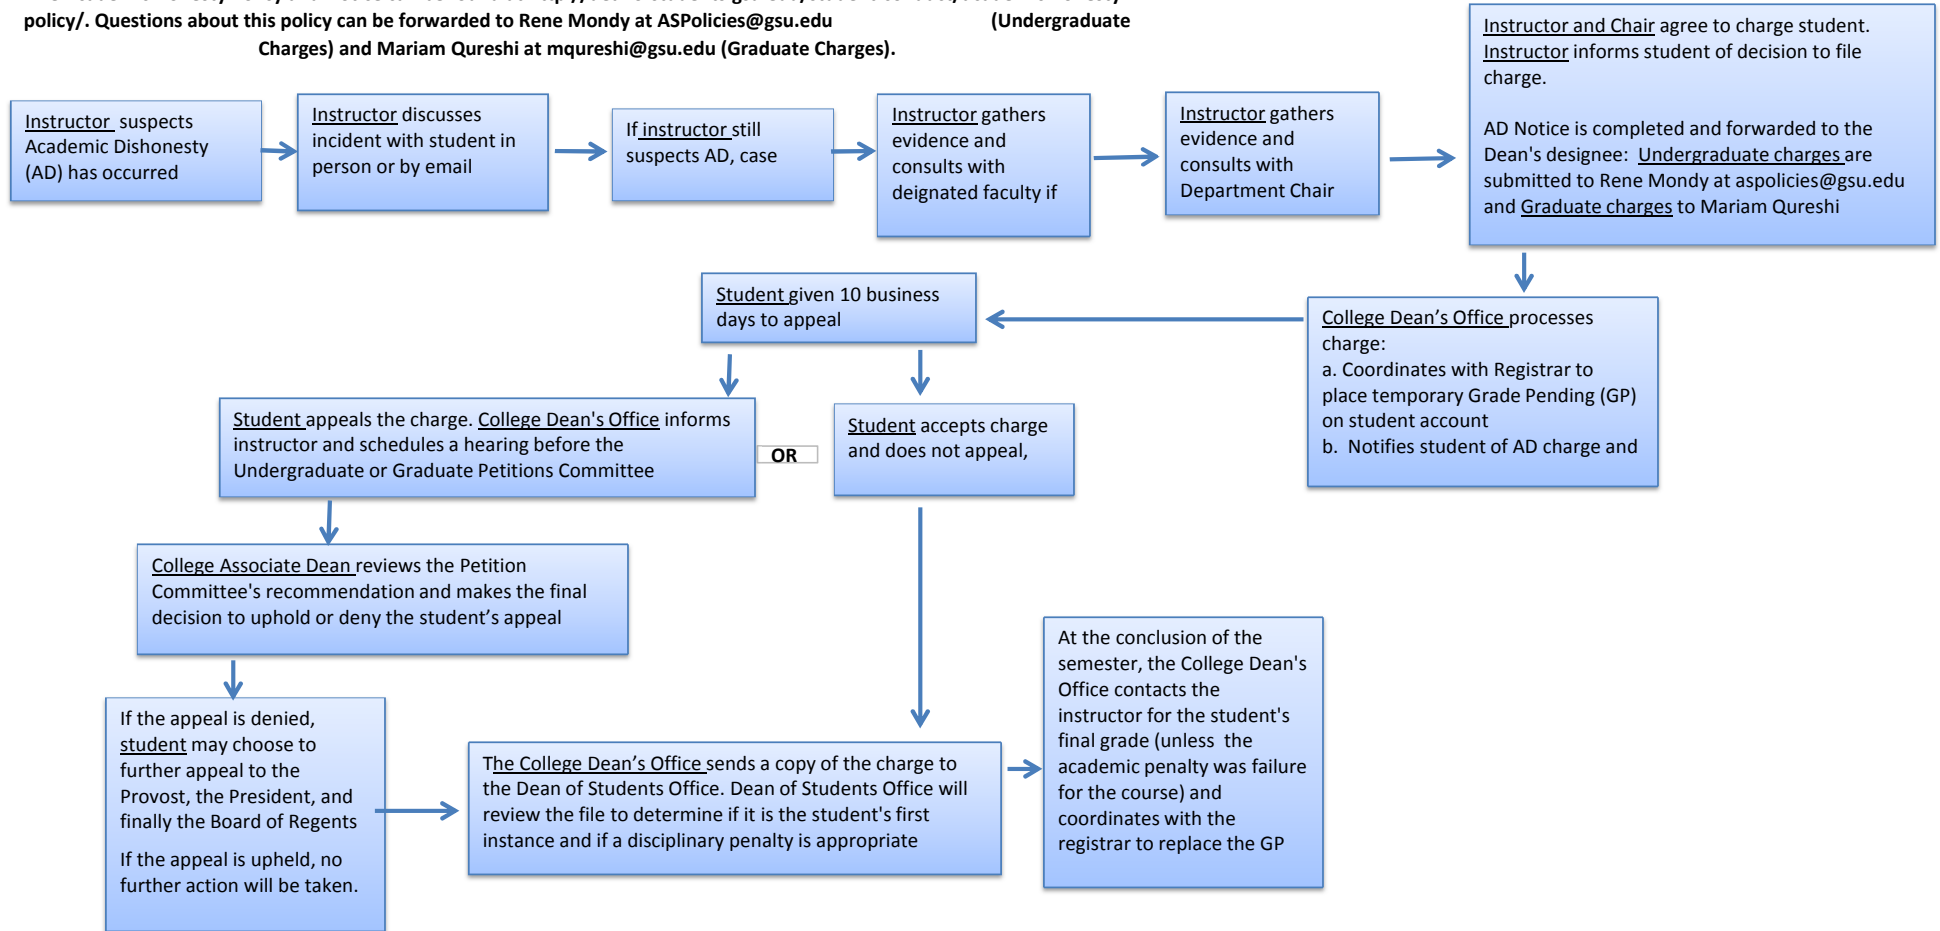 policy/. Questions about this policy can be forwarded to Rene Mondy at ASPolicies@gsu.edu (Undergraduate
Charges) and Mariam Qureshi at mqureshi@gsu.edu (Graduate Charges).
Instructor suspects
Academic Dishonesty
(AD) has occurred
Instructor discusses
incident with student in
person or by email
If instructor still
suspects AD, case
Instructor gathers
evidence and
consults with
deignated faculty if
Instructor gathers
evidence and
consults with
Department Chair
Instructor and Chair agree to charge student.
Instructor informs student of decision to file
charge.
AD Notice is completed and forwarded to the
Dean's designee: Undergraduate charges are
submitted to Rene Mondy at aspolicies@gsu.edu
and Graduate charges to Mariam Qureshi
College Dean’s Office processes
charge:
a. Coordinates with Registrar to
place temporary Grade Pending (GP)
on student account
b. Notifies student of AD charge and
Student given 10 business
days to appeal
Student appeals the charge. College Dean's Office informs
instructor and schedules a hearing before the
Undergraduate or Graduate Petitions Committee
OR
Student accepts charge
and does not appeal,
College Associate Dean reviews the Petition
Committee's recommendation and makes the final
decision to uphold or deny the student’s appeal
If the appeal is denied,
student may choose to
further appeal to the
Provost, the President, and
finally the Board of Regents
If the appeal is upheld, no
further action will be taken.
The College Dean’s Office sends a copy of the charge to
the Dean of Students Office. Dean of Students Office will
review the file to determine if it is the student's first
instance and if a disciplinary penalty is appropriate
At the conclusion of the
semester, the College Dean's
Office contacts the
instructor for the student's
final grade (unless the
academic penalty was failure
for the course) and
coordinates with the
registrar to replace the GP